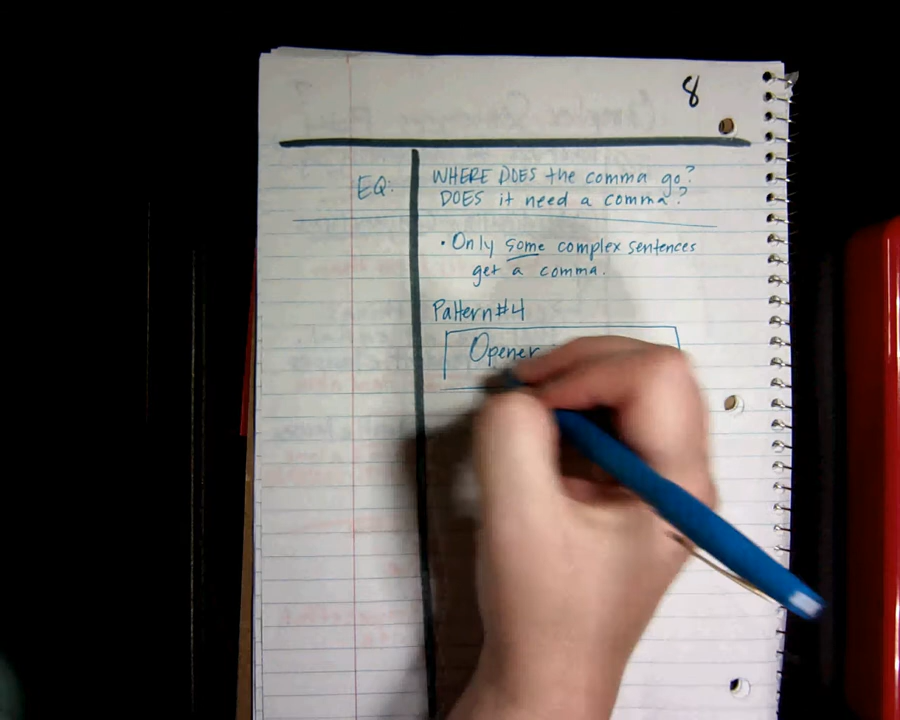 8
EQ: WHERE DOES the comma go?
DOES it need a comma?
• Only some complex sentences
get a comma.
Pattern #4
Opener